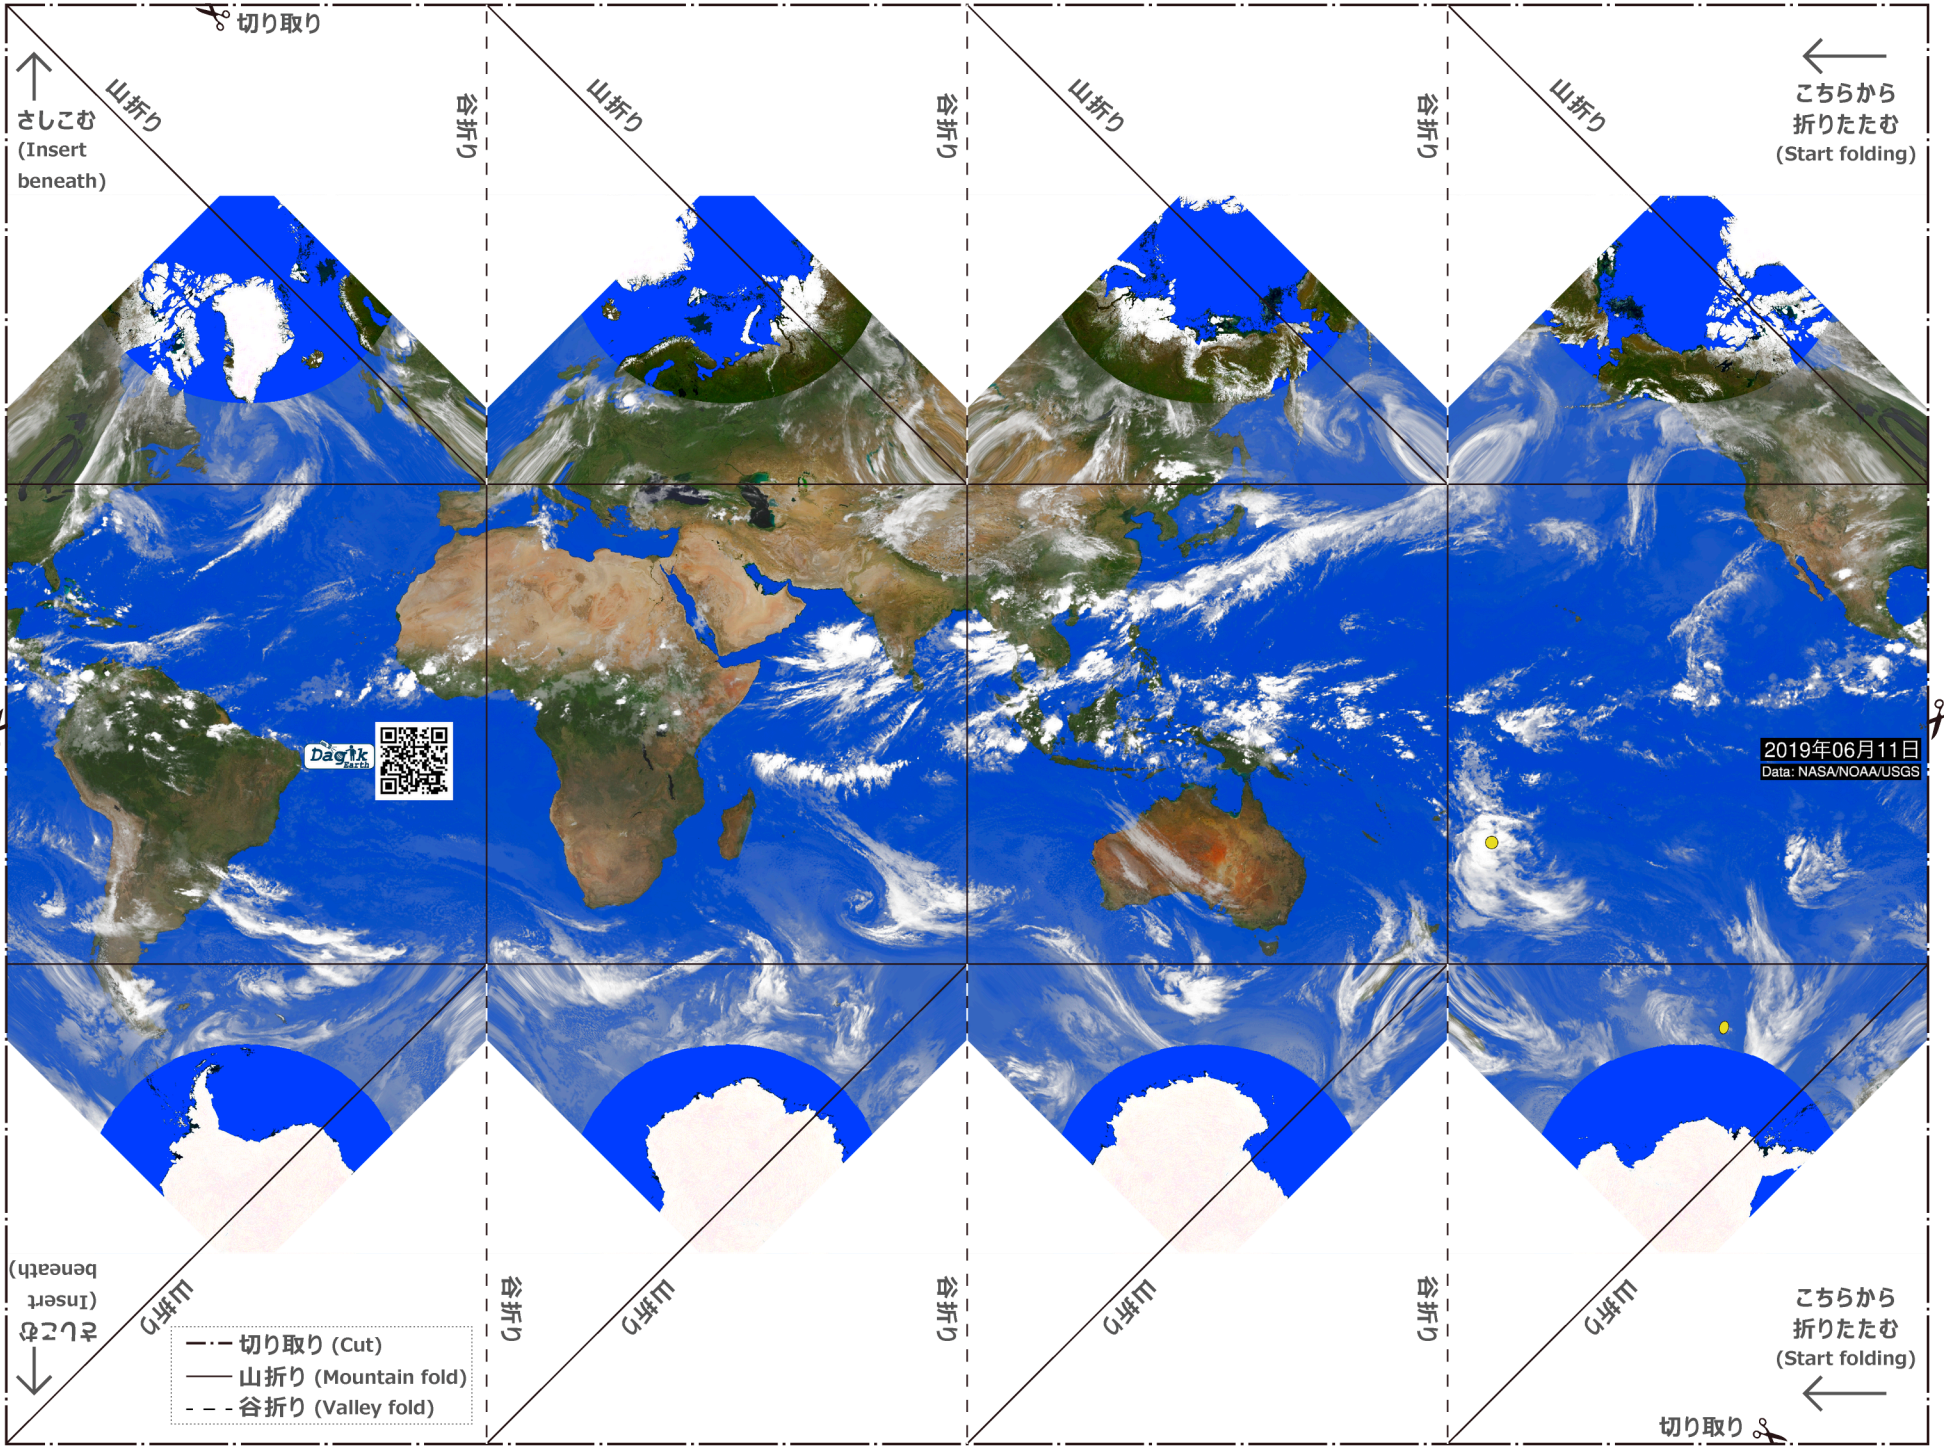 切り取り
山折り
谷折り
山折り
谷折り
山折り
谷折り
山折り
さしこむ
(Insert
beneath)
こちらから
折りたたむ
(Start folding)
Dagik
Earth
2019年06月11日
Data: NASA/NOAA/USGS
さしこむ
(Insert
beneath)
山折り
谷折り
山折り
谷折り
山折り
谷折り
山折り
こちらから
折りたたむ
(Start folding)
切り取り (Cut)
山折り (Mountain fold)
谷折り (Valley fold)
切り取り